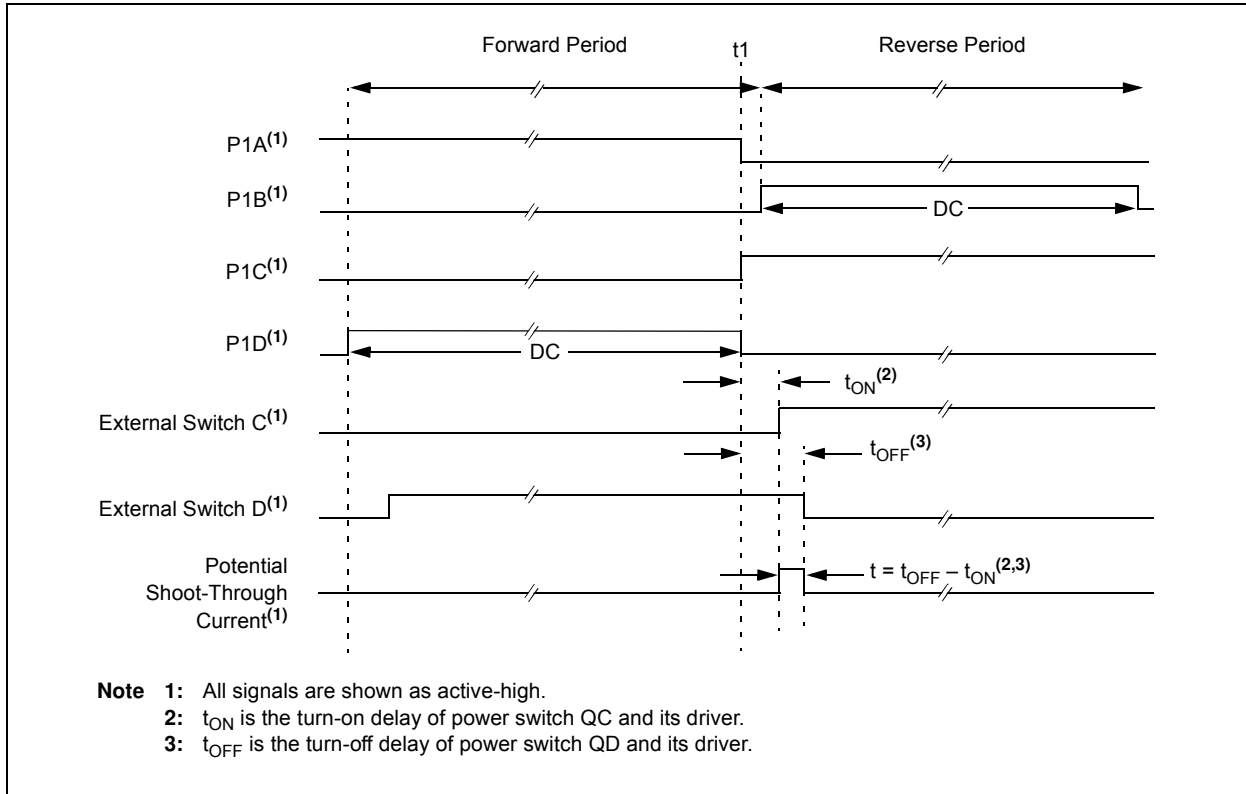 Forward Period t1 Reverse Period
P1A(1)
P1B(1)
DC
P1C(1)
P1D(1)
DC
tON(2)
External Switch C(1)
tOFF(3)
External Switch D(1)
Potential
Shoot-Through
Current(1)
t = tOFF – tON(2,3)
Note 1: All signals are shown as active-high.
2: tON is the turn-on delay of power switch QC and its driver.
3: tOFF is the turn-off delay of power switch QD and its driver.